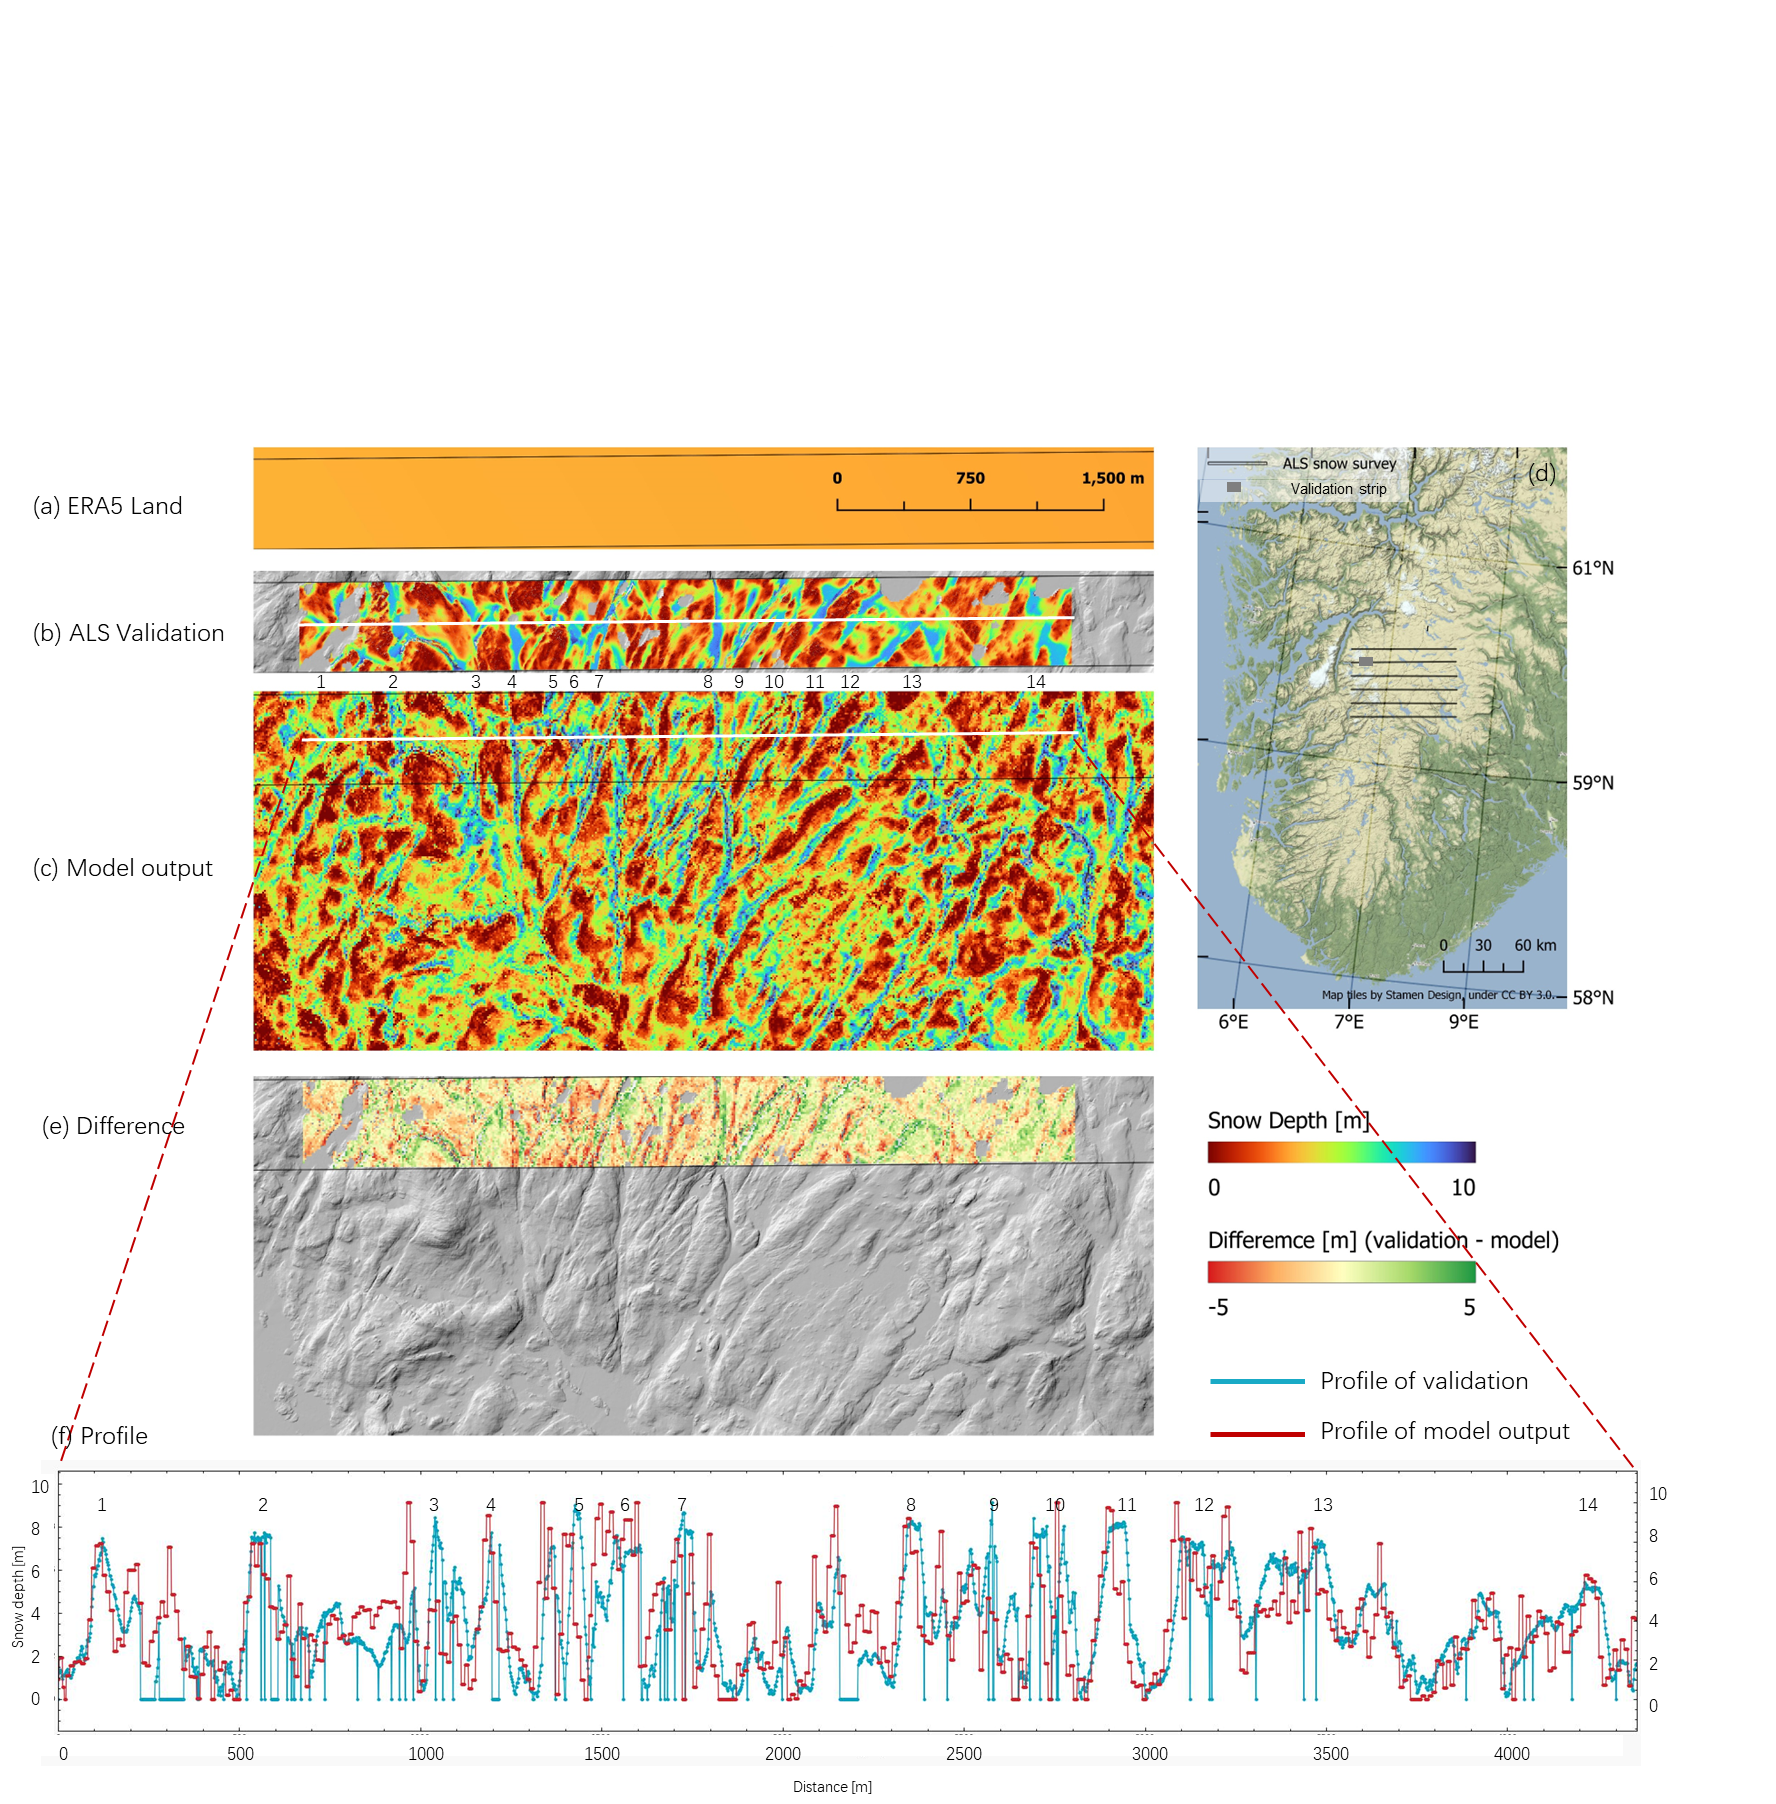 (a) ERA5 Land
0 750 1,500 m
ALS snow survey
Validation strip
(d)
61°N
59°N
58°N
0 30 60 km
Map tiles by Stamen Design, under CC BY 3.0.
6°E 7°E 9°E
(b) ALS Validation
1 2 3 4 5 6 7 8 9 10 11 12 13 14
(c) Model output
(e) Difference
Snow Depth [m]
0 10
Differemce [m] (validation - model)
-5 5
Profile of validation
Profile of model output
(f) Profile
1 2 3 4 5 6 7 8 9 10 11 12 13 14
Snow depth [m]
10
8
6
4
2
0
10
8
6
4
2
0
0 500 1000 1500 2000 2500 3000 3500 4000
Distance [m]